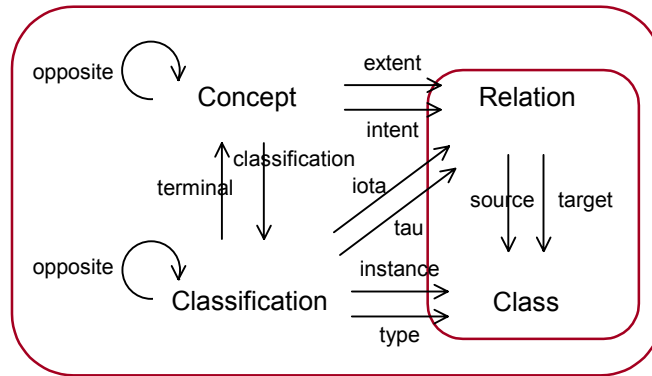 extent
opposite
Concept
Relation
intent
classification
terminal
iota
source
target
tau
opposite
instance
Classification
Class
type